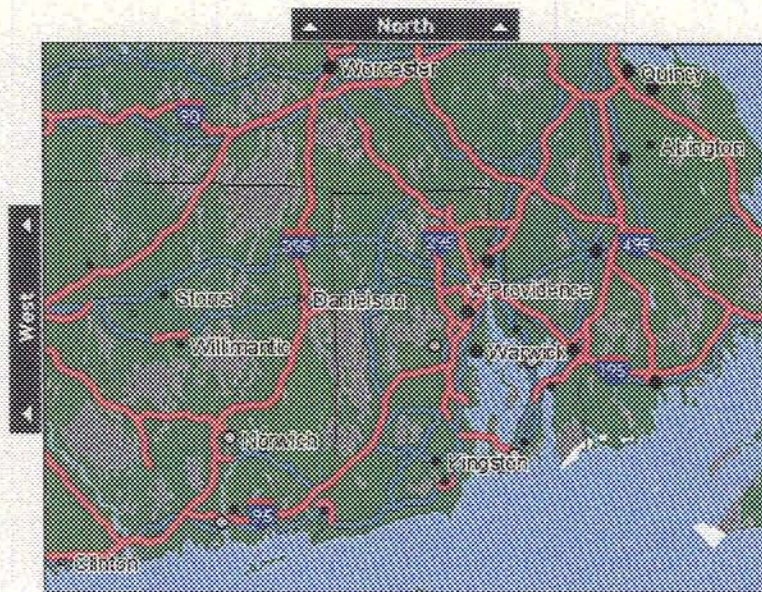 North
Worcester
Quincy
90
Abington
West
395
295
495
Storrs
Danielson
Providence
Willimantic
Warwick
195
Norwich
Kingston
95
Clinton